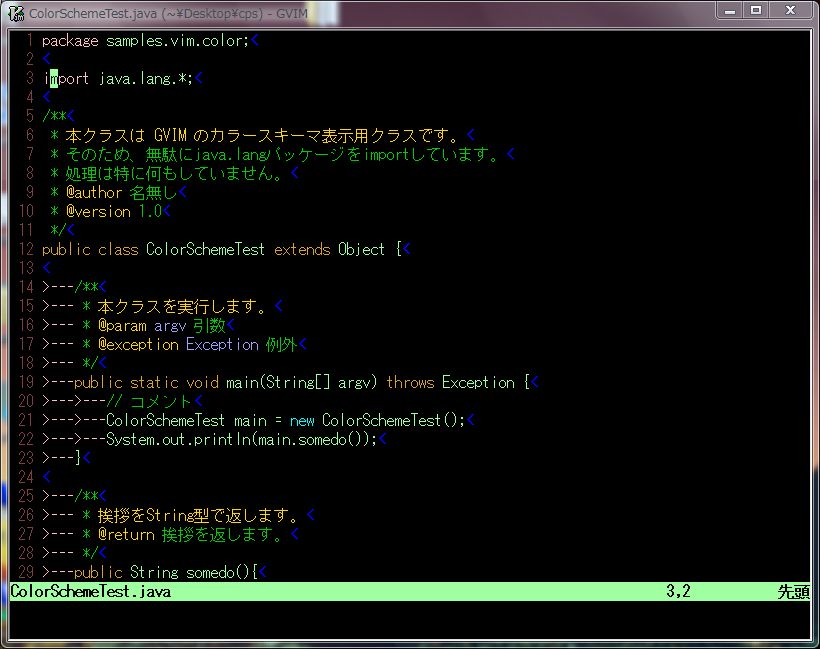 ColorSchemeTest.java (~¥Desktop¥cps) - GVIM
1 package samples.vim.color;<
2 <
3 import java.lang.*;<
4 <
5 /**<
6  * 本クラスは GVIM のカラースキーマ表示用クラスです。<
7  * そのため、無駄にjava.langパッケージをimportしています。<
8  * 処理は特に何もしていません。<
9  * @author 名無し<
10  * @version 1.0<
11  */<
12 public class ColorSchemeTest extends Object {<
13 <
14 >---/**<
15 >--- * 本クラスを実行します。<
16 >--- * @param argv 引数<
17 >--- * @exception Exception 例外<
18 >--- */<
19 >---public static void main(String[] argv) throws Exception {<
20 >--->---// コメント<
21 >--->---ColorSchemeTest main = new ColorSchemeTest();<
22 >--->---System.out.println(main.somedo());<
23 >---}<
24 <
25 >---/**<
26 >--- * 挨拶をString型で返します。<
27 >--- * @return 挨拶を返します。<
28 >--- */<
29 >---public String somedo(){<
ColorSchemeTest.java 3,2 先頭